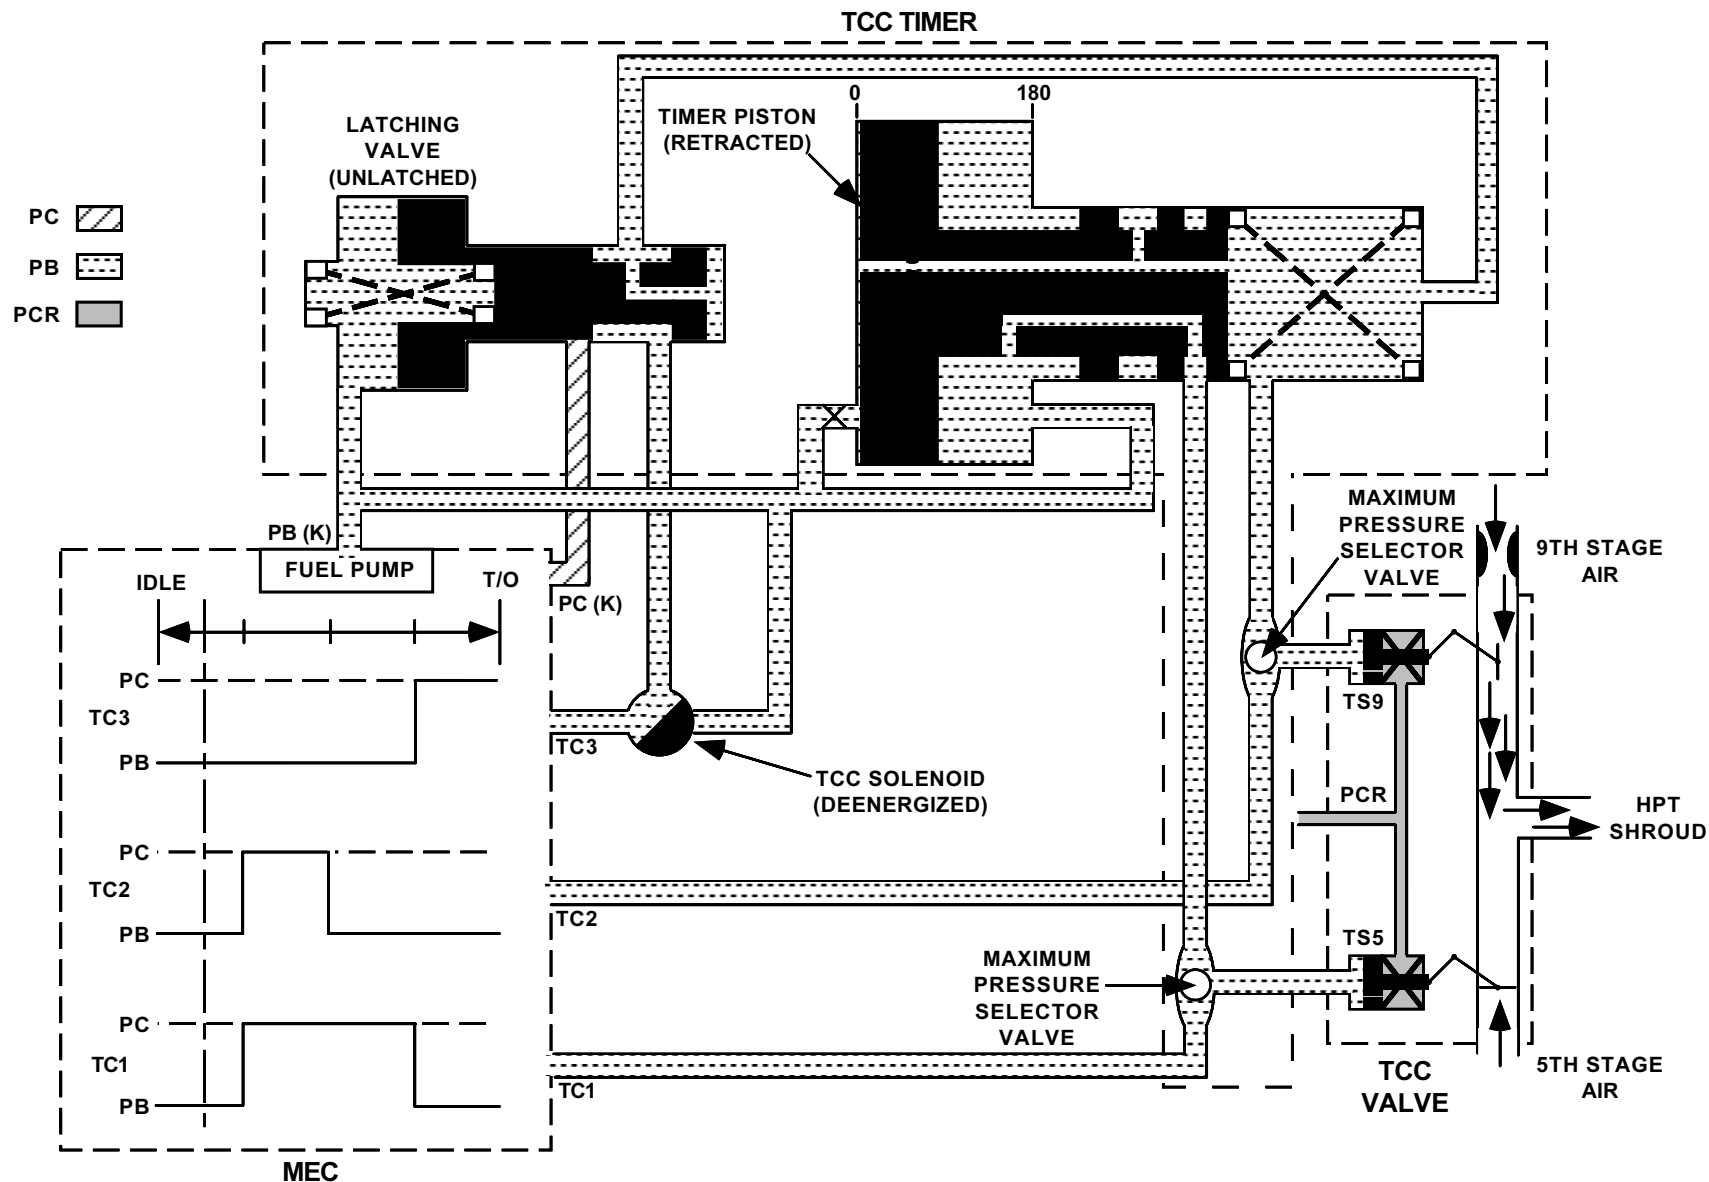 TCC TIMER
0
180
TIMER PISTON
(RETRACTED)
LATCHING
VALVE
(UNLATCHED)
PC
PB
PCR
PB (K)
FUEL PUMP
IDLE
T/O
PC (K)
PC
TC3
PB
TC3
TCC SOLENOID
(DEENERGIZED)
PC
TC2
PB
TC2
PC
TC1
PB
TC1
MEC
MAXIMUM
PRESSURE
SELECTOR
VALVE
9TH STAGE
AIR
TS9
PCR
HPT
SHROUD
TS5
MAXIMUM
PRESSURE
SELECTOR
VALVE
TCC
VALVE
5TH STAGE
AIR